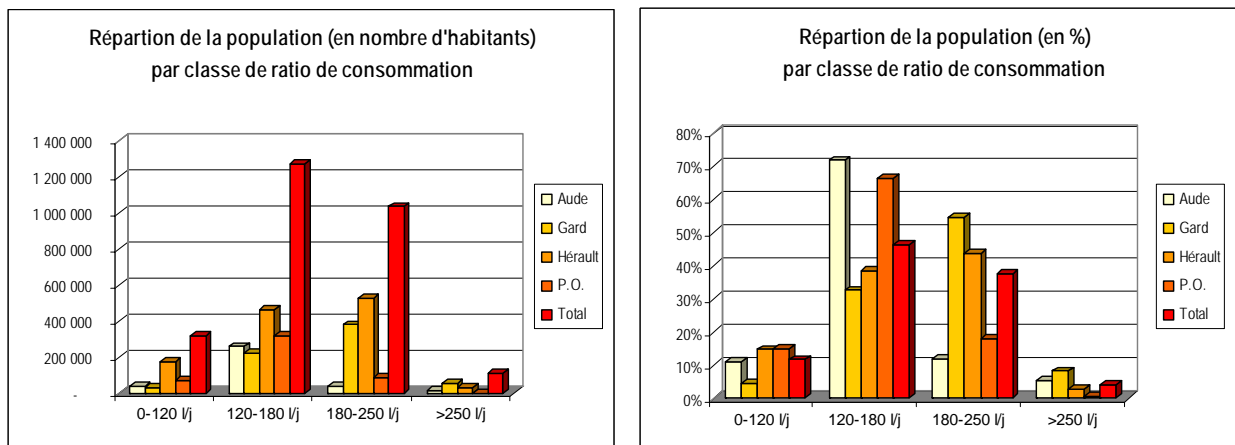 Répartion de la population (en nombre d'habitants)
par classe de ratio de consommation
1 400 000
1 200 000
1 000 000
800 000
600 000
400 000
200 000
-
0-120 l/j
120-180 l/j
180-250 l/j
>250 l/j
Aude
Gard
Hérault
P.O.
Total
Répartion de la population (en %)
par classe de ratio de consommation
80%
70%
60%
50%
40%
30%
20%
10%
0%
0-120 l/j
120-180 l/j
180-250 l/j
>250 l/j
Aude
Gard
Hérault
P.O.
Total